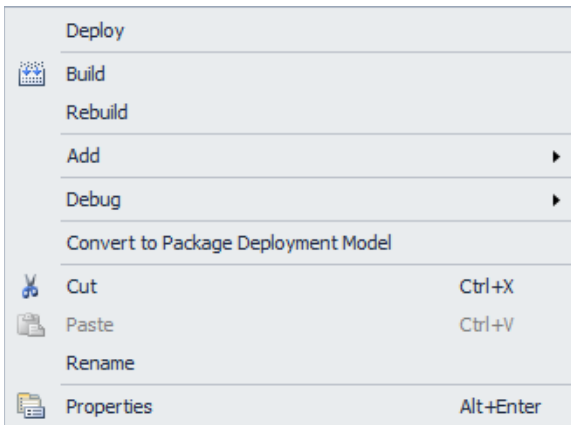 Deploy
Build
Rebuild
Add
Debug
Convert to Package Deployment Model
Cut Ctrl+X
Paste Ctrl+V
Rename
Properties Alt+Enter